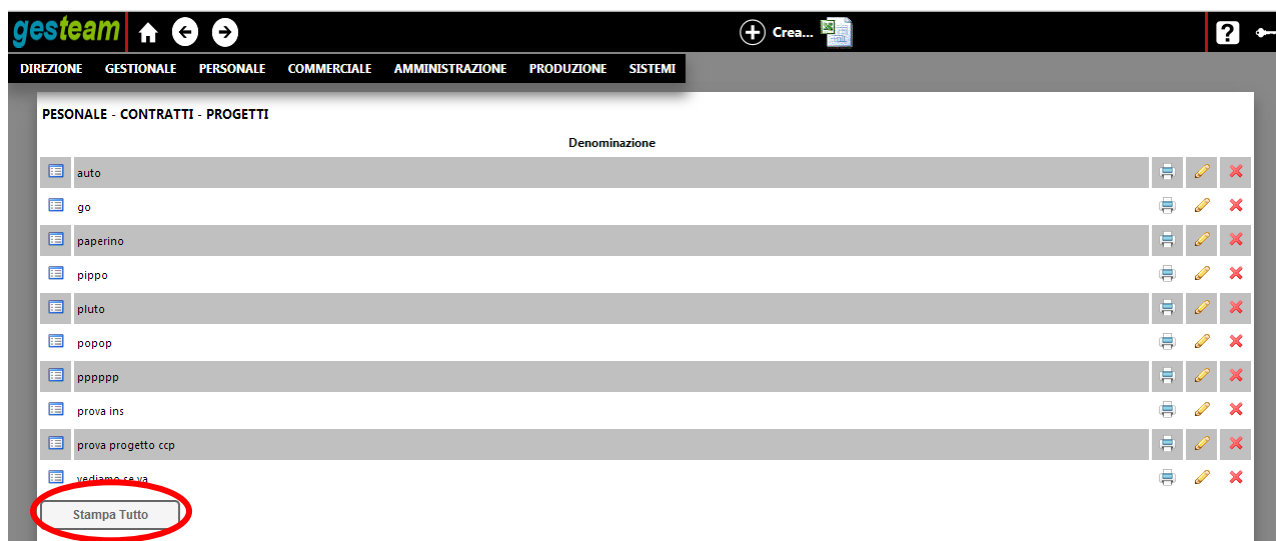 gesteam
Crea...
?
DIREZIONE GESTIONALE PERSONALE COMMERCIALE AMMINISTRAZIONE PRODUZIONE SISTEMI
PESONALE - CONTRATTI - PROGETTI
Denominazione
auto
go
paperino
pippo
pluto
popop
pppppp
prova ins
prova progetto ccp
vediamo se va
Stampa Tutto